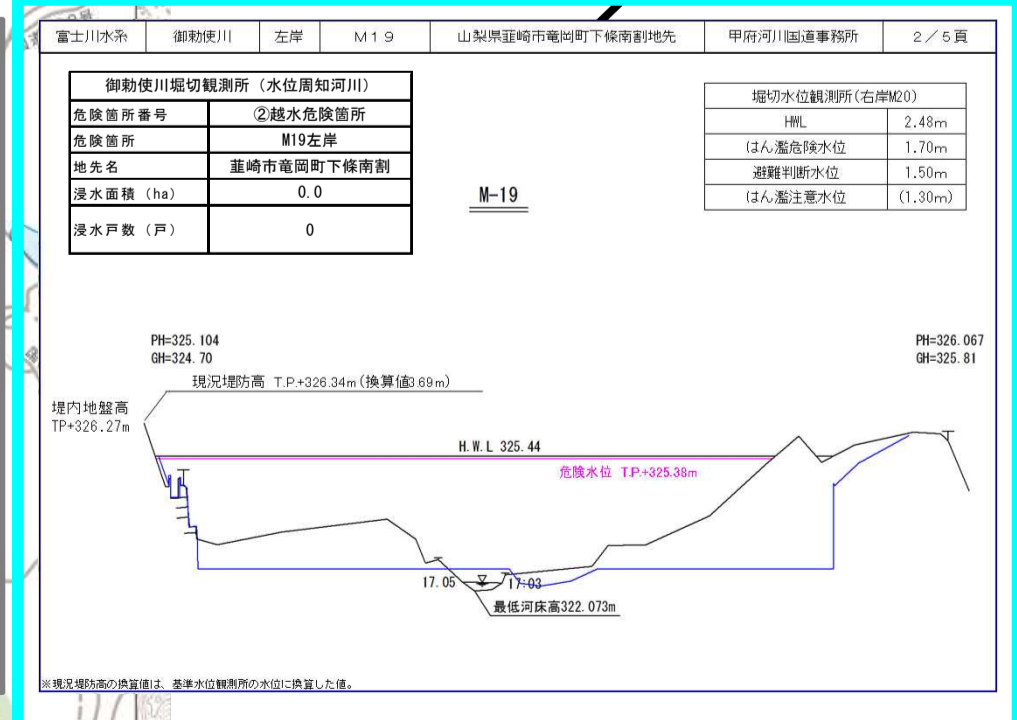 富士川水系 御勅使川 左岸 M19 山梨県韮崎市竜岡町下條南割地先 甲府河川国道事務所 2/5頁
御勅使川堀切観測所（水位周知河川）
危険箇所番号 ②越水危険箇所
危険箇所 M19左岸
地先名 韮崎市竜岡町下條南割
浸水面積（ha） 0.0
浸水戸数（戸） 0
M-19
堀切水位観測所(右岸M20)
HWL 2.48m
はん濫危険水位 1.70m
避難判断水位 1.50m
はん濫注意水位 (1.30m)
PH=325.104
GH=324.70
PH=326.067
GH=325.81
現況堤防高 T.P.+326.34m(換算値3.69m)
堤内地盤高
TP+326.27m
H.W.L 325.44
危険水位 T.P.+325.38m
17.05 17:03
最低河床高322.073m
※現況堤防高の換算値は、基準水位観測所の水位に換算した値。